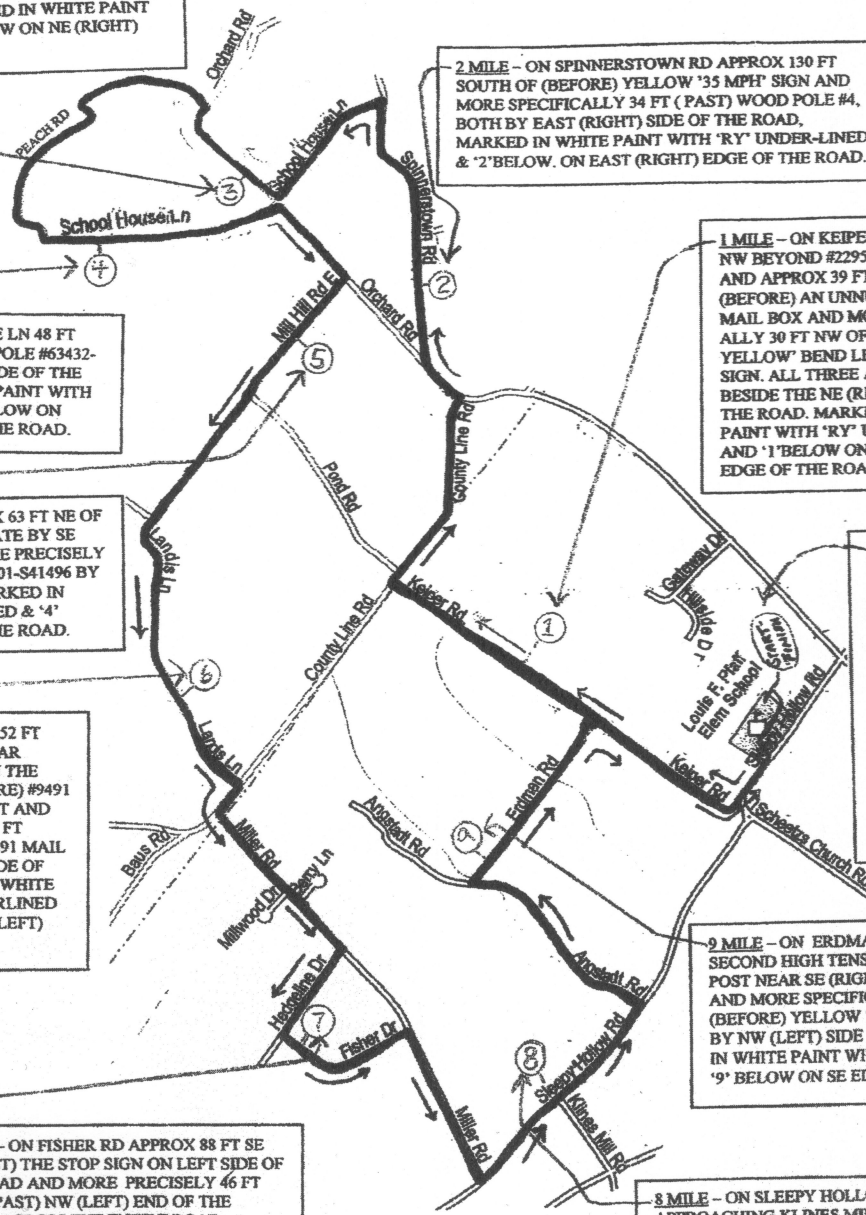 D IN WHITE PAINT
W ON NE (RIGHT)
Orchard Rd
2 MILE – ON SPINNERSTOWN RD APPROX 130 FT
SOUTH OF (BEFORE) YELLOW '35 MPH' SIGN AND
MORE SPECIFICALLY 34 FT ( PAST) WOOD POLE #4,
BOTH BY EAST (RIGHT) SIDE OF THE ROAD,
MARKED IN WHITE PAINT WITH 'RY' UNDER-LINED
& '2'BELOW. ON EAST (RIGHT) EDGE OF THE ROAD.
PEACH RD
School House Ln
3
School House Ln
4
Spinnerstown Rd
2
1 MILE – ON KEIPE
NW BEYOND #2295
AND APPROX 39 FT
(BEFORE) AN UNN
MAIL BOX AND MO
ALLY 30 FT NW OF
YELLOW' BEND LE
SIGN. ALL THREE
BESIDE THE NE (R
THE ROAD. MARKE
PAINT WITH 'RY' U
AND '1'BELOW ON
EDGE OF THE ROA
Mill Hill Rd E
Orchard Rd
5
E LN 48 FT
POLE #63432-
DE OF THE
PAINT WITH
LOW ON
HE ROAD.
County Line Rd
Pond Rd
X 63 FT NE OF
ATE BY SE
E PRECISELY
01-S41496 BY
RKED IN
ED & '4'
HE ROAD.
Landis Ln
Keiper Rd
1
Gateway Dr
Hillside Dr
START
FINISH
Louis F. Pfaff
Elem School
Sleepy Hollow Rd
County Line Rd
6
Landis Ln
52 FT
AR
THE
RE) #9491
T AND
FT
91 MAIL
DE OF
WHITE
RLINED
LEFT)
Keiper Rd
Scheetra Church Rd
Erdman Rd
9
Angstadt Rd
Baus Rd
Miller Rd
Berry Ln
Millwood Dr
Hedgeline Dr
7
Fisher Dr
Angstadt Rd
9 MILE – ON ERDMA
SECOND HIGH TENS
POST NEAR SE (RIG
AND MORE SPECIFI
(BEFORE) YELLOW
BY NW (LEFT) SIDE
IN WHITE PAINT WI
'9' BELOW ON SE E
8
Sleepy Hollow Rd
Klines Mill Rd
Miller Rd
– ON FISHER RD APPROX 88 FT SE
T) THE STOP SIGN ON LEFT SIDE OF
AD AND MORE PRECISELY 46 FT
PAST) NW (LEFT) END OF THE
8 MILE – ON SLEEPY HOLL